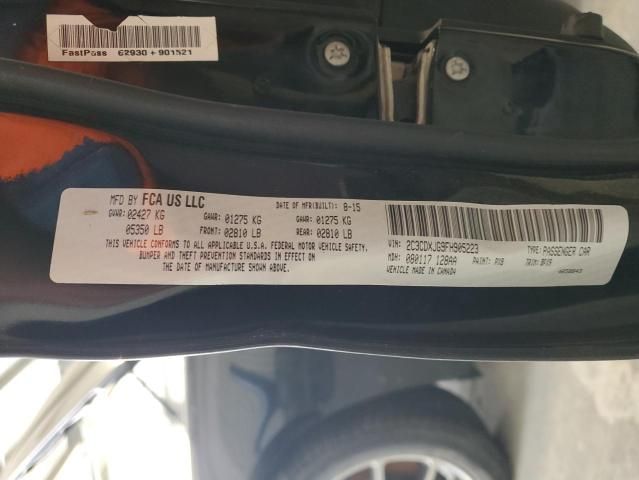 FastPass 62930 + 901521
MFD BY FCA US LLC
DATE OF MFR(BUILT): 8-15
GVWR: 02427 KG GAWR: 01275 KG GAWR: 01275 KG
05350 LB FRONT: 02810 LB REAR: 02810 LB
THIS VEHICLE CONFORMS TO ALL APPLICABLE U.S.A. FEDERAL MOTOR VEHICLE SAFETY,
BUMPER AND THEFT PREVENTION STANDARDS IN EFFECT ON
THE DATE OF MANUFACTURE SHOWN ABOVE.
VIN: 2C3CDXJG9FH905223 TYPE: PASSENGER CAR
MDH: 080117 128AA PAINT: PX8 TRIM: BFX9
VEHICLE MADE IN CANADA